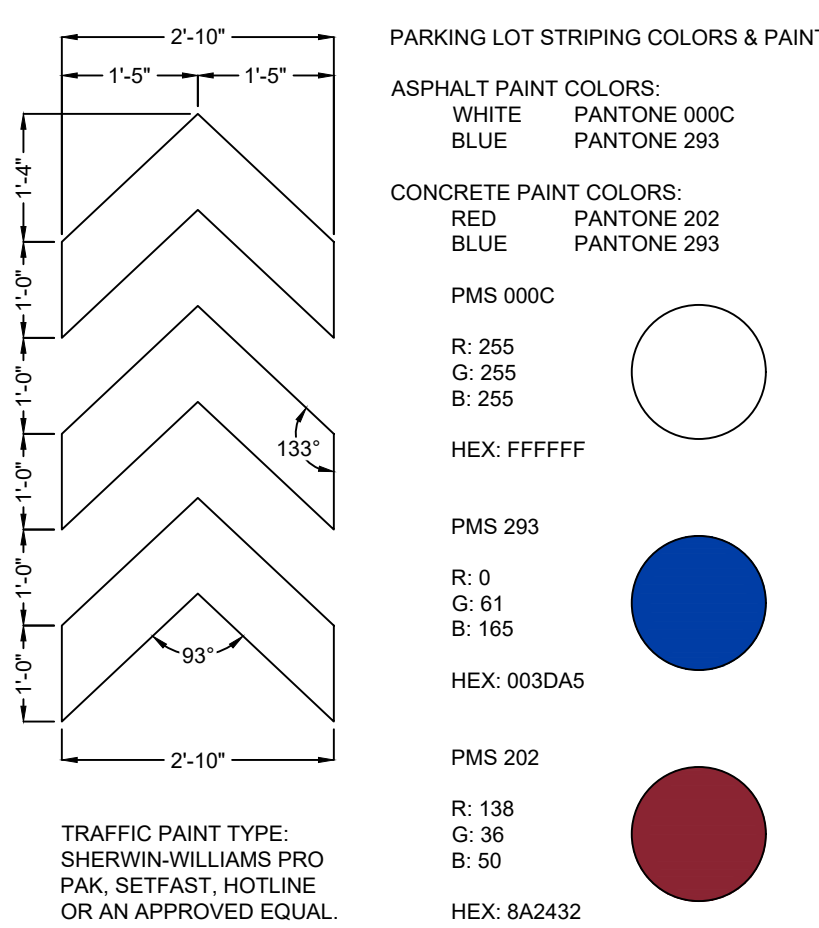 2'-10"
1'-5" 1'-5"
1'-4"
1'-0"
1'-0"
1'-0"
1'-0"
1'-0"
133°
93°
2'-10"
TRAFFIC PAINT TYPE:
SHERWIN-WILLIAMS PRO
PAK, SETFAST, HOTLINE
OR AN APPROVED EQUAL.
PARKING LOT STRIPING COLORS & PAINT
ASPHALT PAINT COLORS:
WHITE PANTONE 000C
BLUE PANTONE 293
CONCRETE PAINT COLORS:
RED PANTONE 202
BLUE PANTONE 293
PMS 000C
R: 255
G: 255
B: 255
HEX: FFFFFF
PMS 293
R: 0
G: 61
B: 165
HEX: 003DA5
PMS 202
R: 138
G: 36
B: 50
HEX: 8A2432